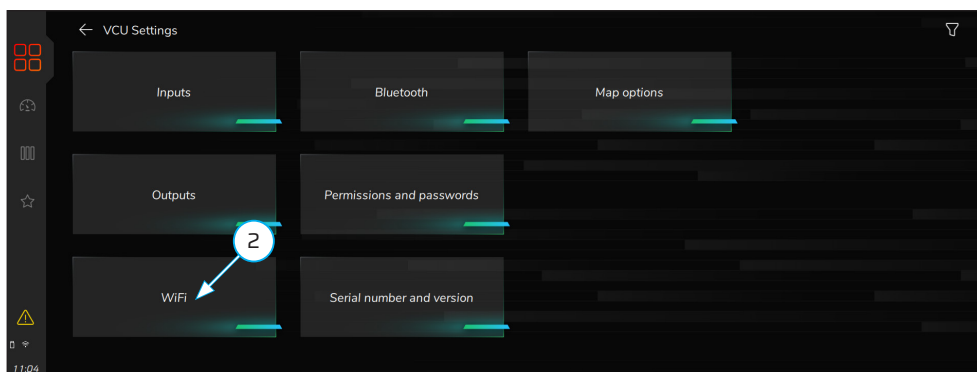 VCU Settings
Inputs
Bluetooth
Map options
Outputs
Permissions and passwords
2
WiFi
Serial number and version
11:04